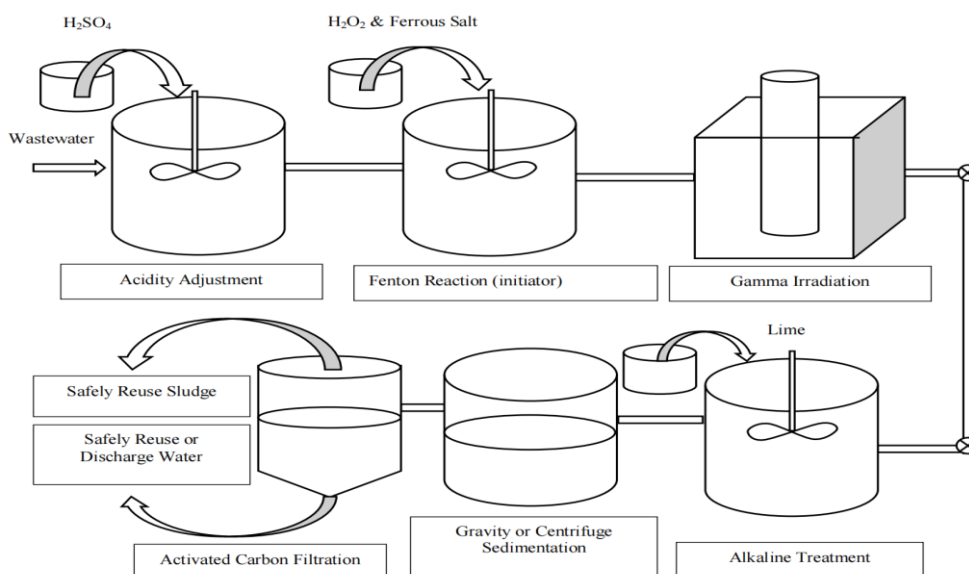 H₂SO₄
H₂O₂ & Ferrous Salt
Wastewater
Acidity Adjustment
Fenton Reaction (initiator)
Gamma Irradiation
Lime
Safely Reuse Sludge
Safely Reuse or
Discharge Water
Activated Carbon Filtration
Gravity or Centrifuge
Sedimentation
Alkaline Treatment